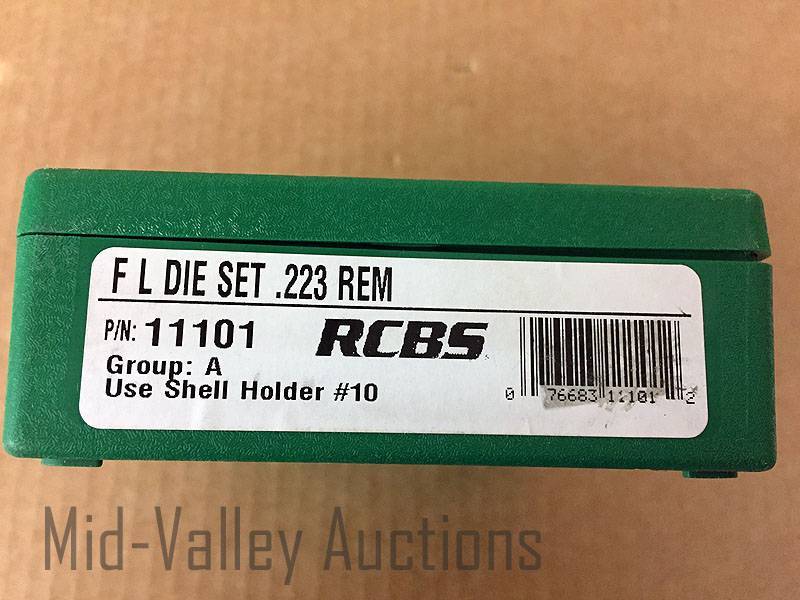 F L DIE SET .223 REM
P/N: 11101
RCBS
Group: A
Use Shell Holder #10
0 76683 11101 2
Mid-Valley Auctions